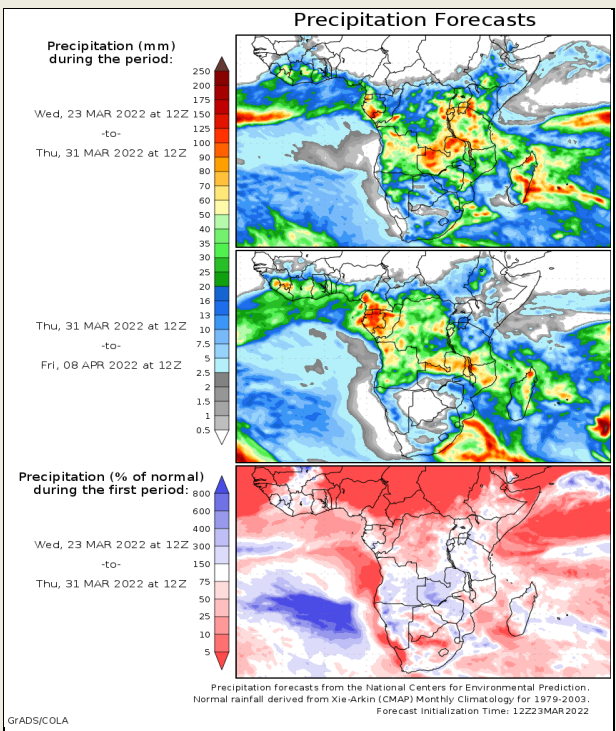 Precipitation Forecasts
Precipitation (mm)
during the period:
Wed, 23 MAR 2022 at 12Z
-to-
Thu, 31 MAR 2022 at 12Z
250
200
175
150
125
100
90
80
70
60
50
40
35
30
25
20
16
13
10
7.5
5
2.5
2
1.5
1
0.5
Thu, 31 MAR 2022 at 12Z
-to-
Fri, 08 APR 2022 at 12Z
Precipitation (% of normal)
during the first period:
Wed, 23 MAR 2022 at 12Z
-to-
Thu, 31 MAR 2022 at 12Z
800
600
400
300
150
75
50
25
10
5
Precipitation forecasts from the National Centers for Environmental Prediction.
Normal rainfall derived from Xie-Arkin (CMAP) Monthly Climatology for 1979-2003.
Forecast Initialization Time: 12Z23MAR2022
GrADS/COLA